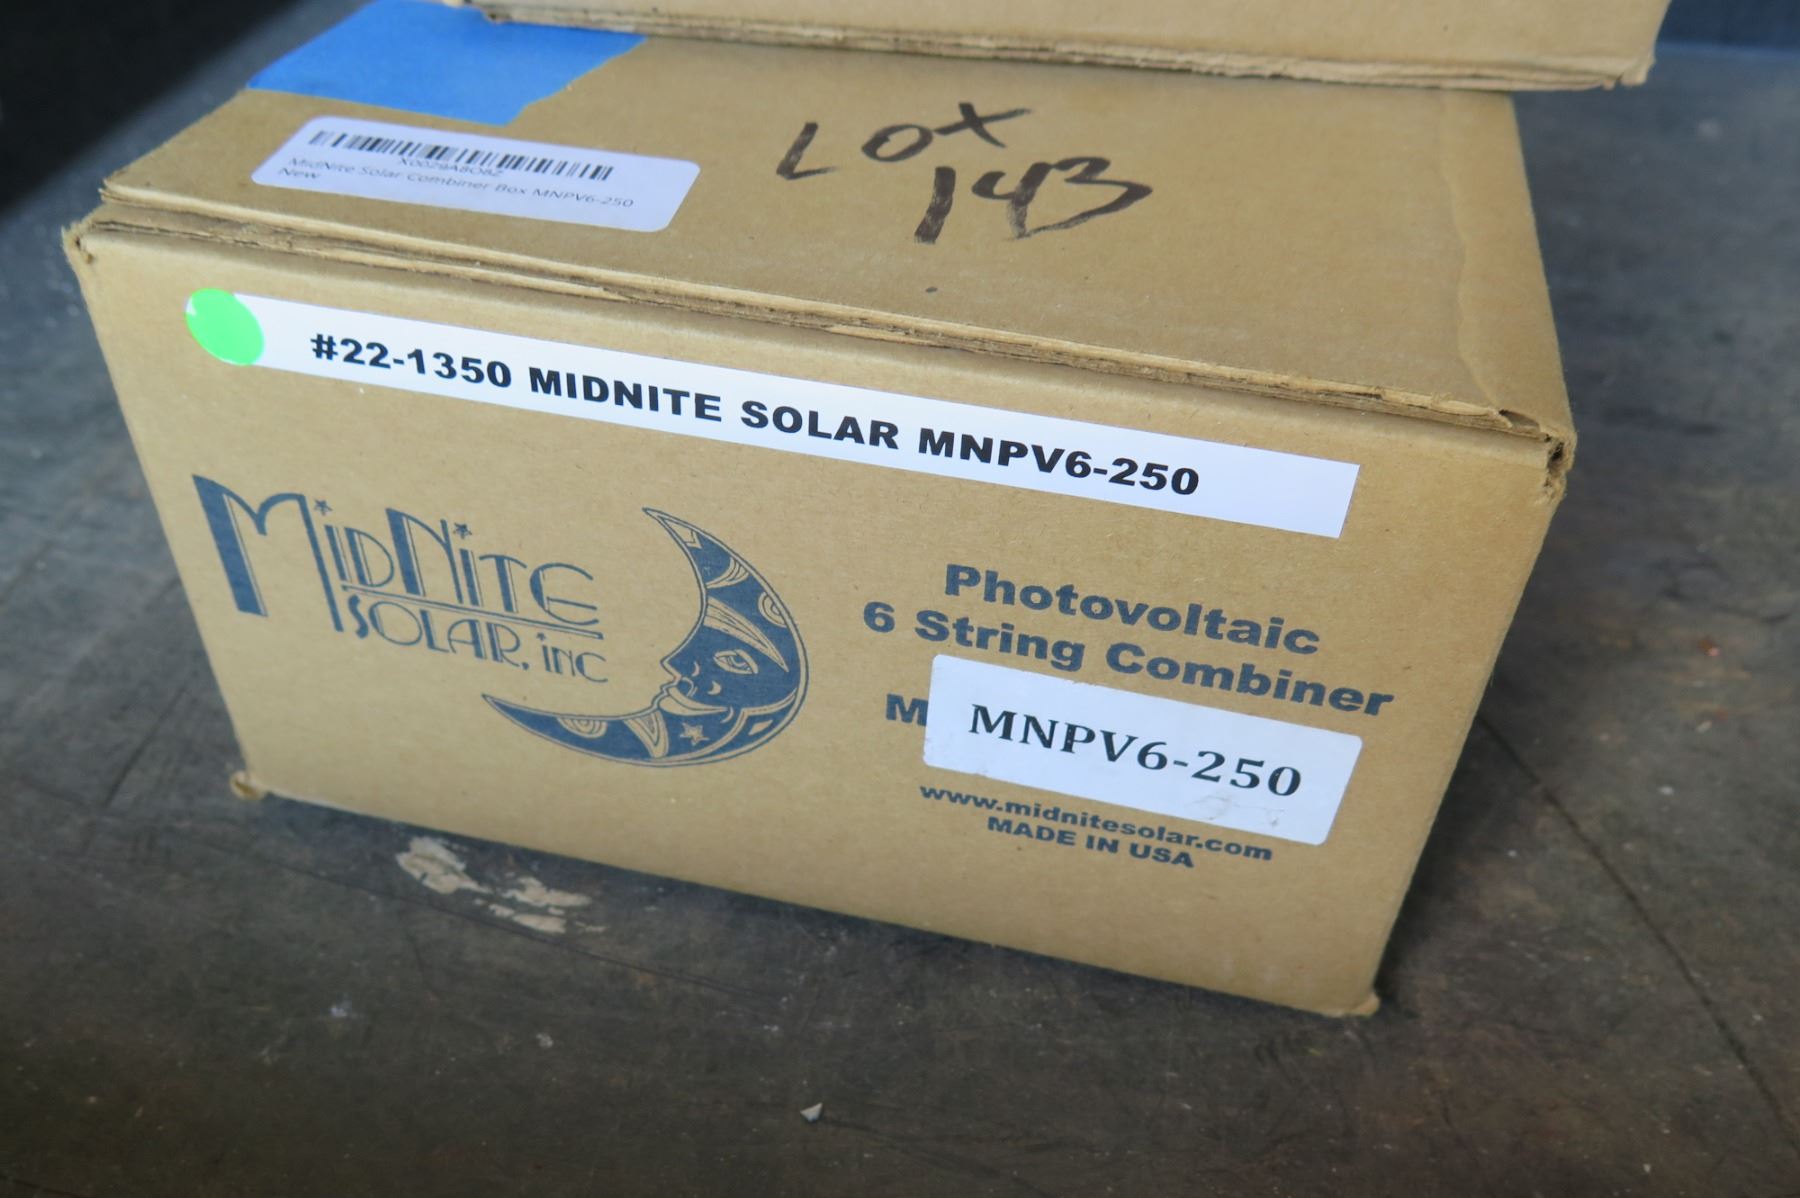 LOT
143
X0029A8OBZ
MidNite Solar Combiner Box MNPV6-250
New
#22-1350 MIDNITE SOLAR MNPV6-250
MIDNITE
SOLAR, INC
Photovoltaic
6 String Combiner
M
MNPV6-250
www.midnitesolar.com
MADE IN USA